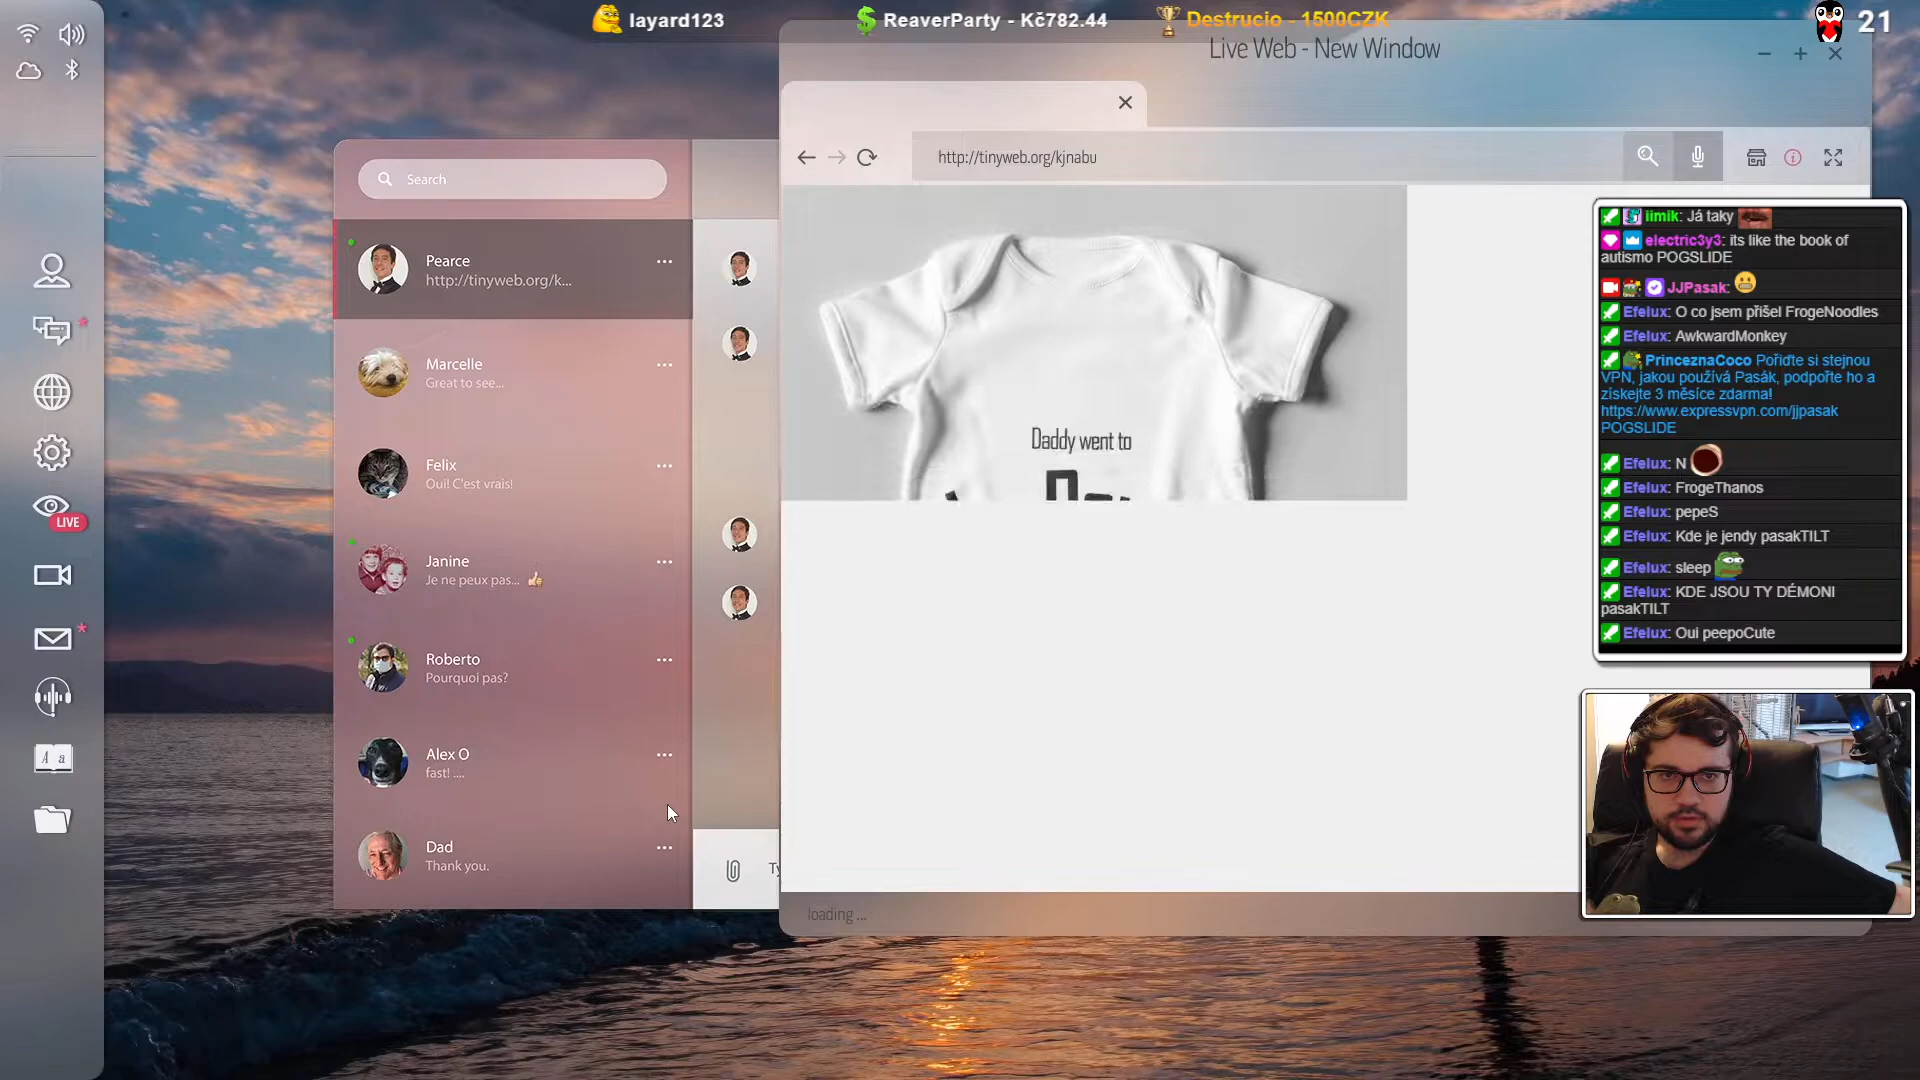 layard123
ReaverParty - Kč782.44
Destrucio - 1500CZK
21
Live Web - New Window
http://tinyweb.org/kjnabu
Search
Pearce
http://tinyweb.org/k...
Marcelle
Great to see...
Felix
Oui! C'est vrais!
Janine
Je ne peux pas...
Roberto
Pourquoi pas?
Alex O
fast! ....
Dad
Thank you.
LIVE
A a
Daddy went to
loading ...
iimik: Já taky
electric3y3: its like the book of
autismo POGSLIDE
JJPasak:
Efelux: O co jsem přišel FrogeNoodles
Efelux: AwkwardMonkey
PrinceznaCoco Pořiďte si stejnou
VPN, jakou používá Pasák, podpořte ho a
získejte 3 měsíce zdarma!
https://www.expressvpn.com/jjpasak
POGSLIDE
Efelux: N
Efelux: FrogeThanos
Efelux: pepeS
Efelux: Kde je jendy pasakTILT
Efelux: sleep
Efelux: KDE JSOU TY DÉMONI
pasakTILT
Efelux: Oui peepoCute